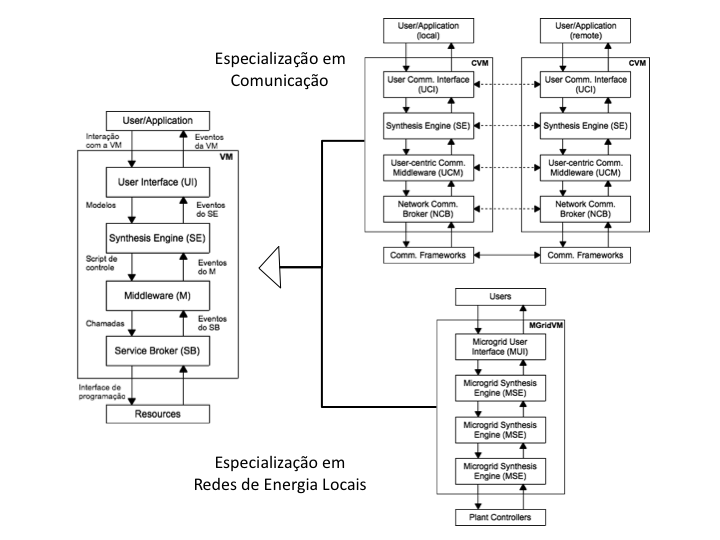 Especialização em
Comunicação
User/Application
Interação
com a VM
Eventos
da VM
VM
User Interface (UI)
Modelos
Eventos
do SE
Synthesis Engine (SE)
Script de
controle
Eventos
do M
Middleware (M)
Chamadas
Eventos
do SB
Service Broker (SB)
Interface de
programação
Resources
User/Application
(local)
CVM
User Comm. Interface
(UCI)
Synthesis Engine (SE)
User-centric Comm.
Middleware (UCM)
Network Comm.
Broker (NCB)
Comm. Frameworks
User/Application
(remote)
CVM
User Comm. Interface
(UCI)
Synthesis Engine (SE)
User-centric Comm.
Middleware (UCM)
Network Comm.
Broker (NCB)
Comm. Frameworks
Especialização em
Redes de Energia Locais
Users
MGridVM
Microgrid User
Interface (MUI)
Microgrid Synthesis
Engine (MSE)
Microgrid Synthesis
Engine (MSE)
Microgrid Synthesis
Engine (MSE)
Plant Controllers